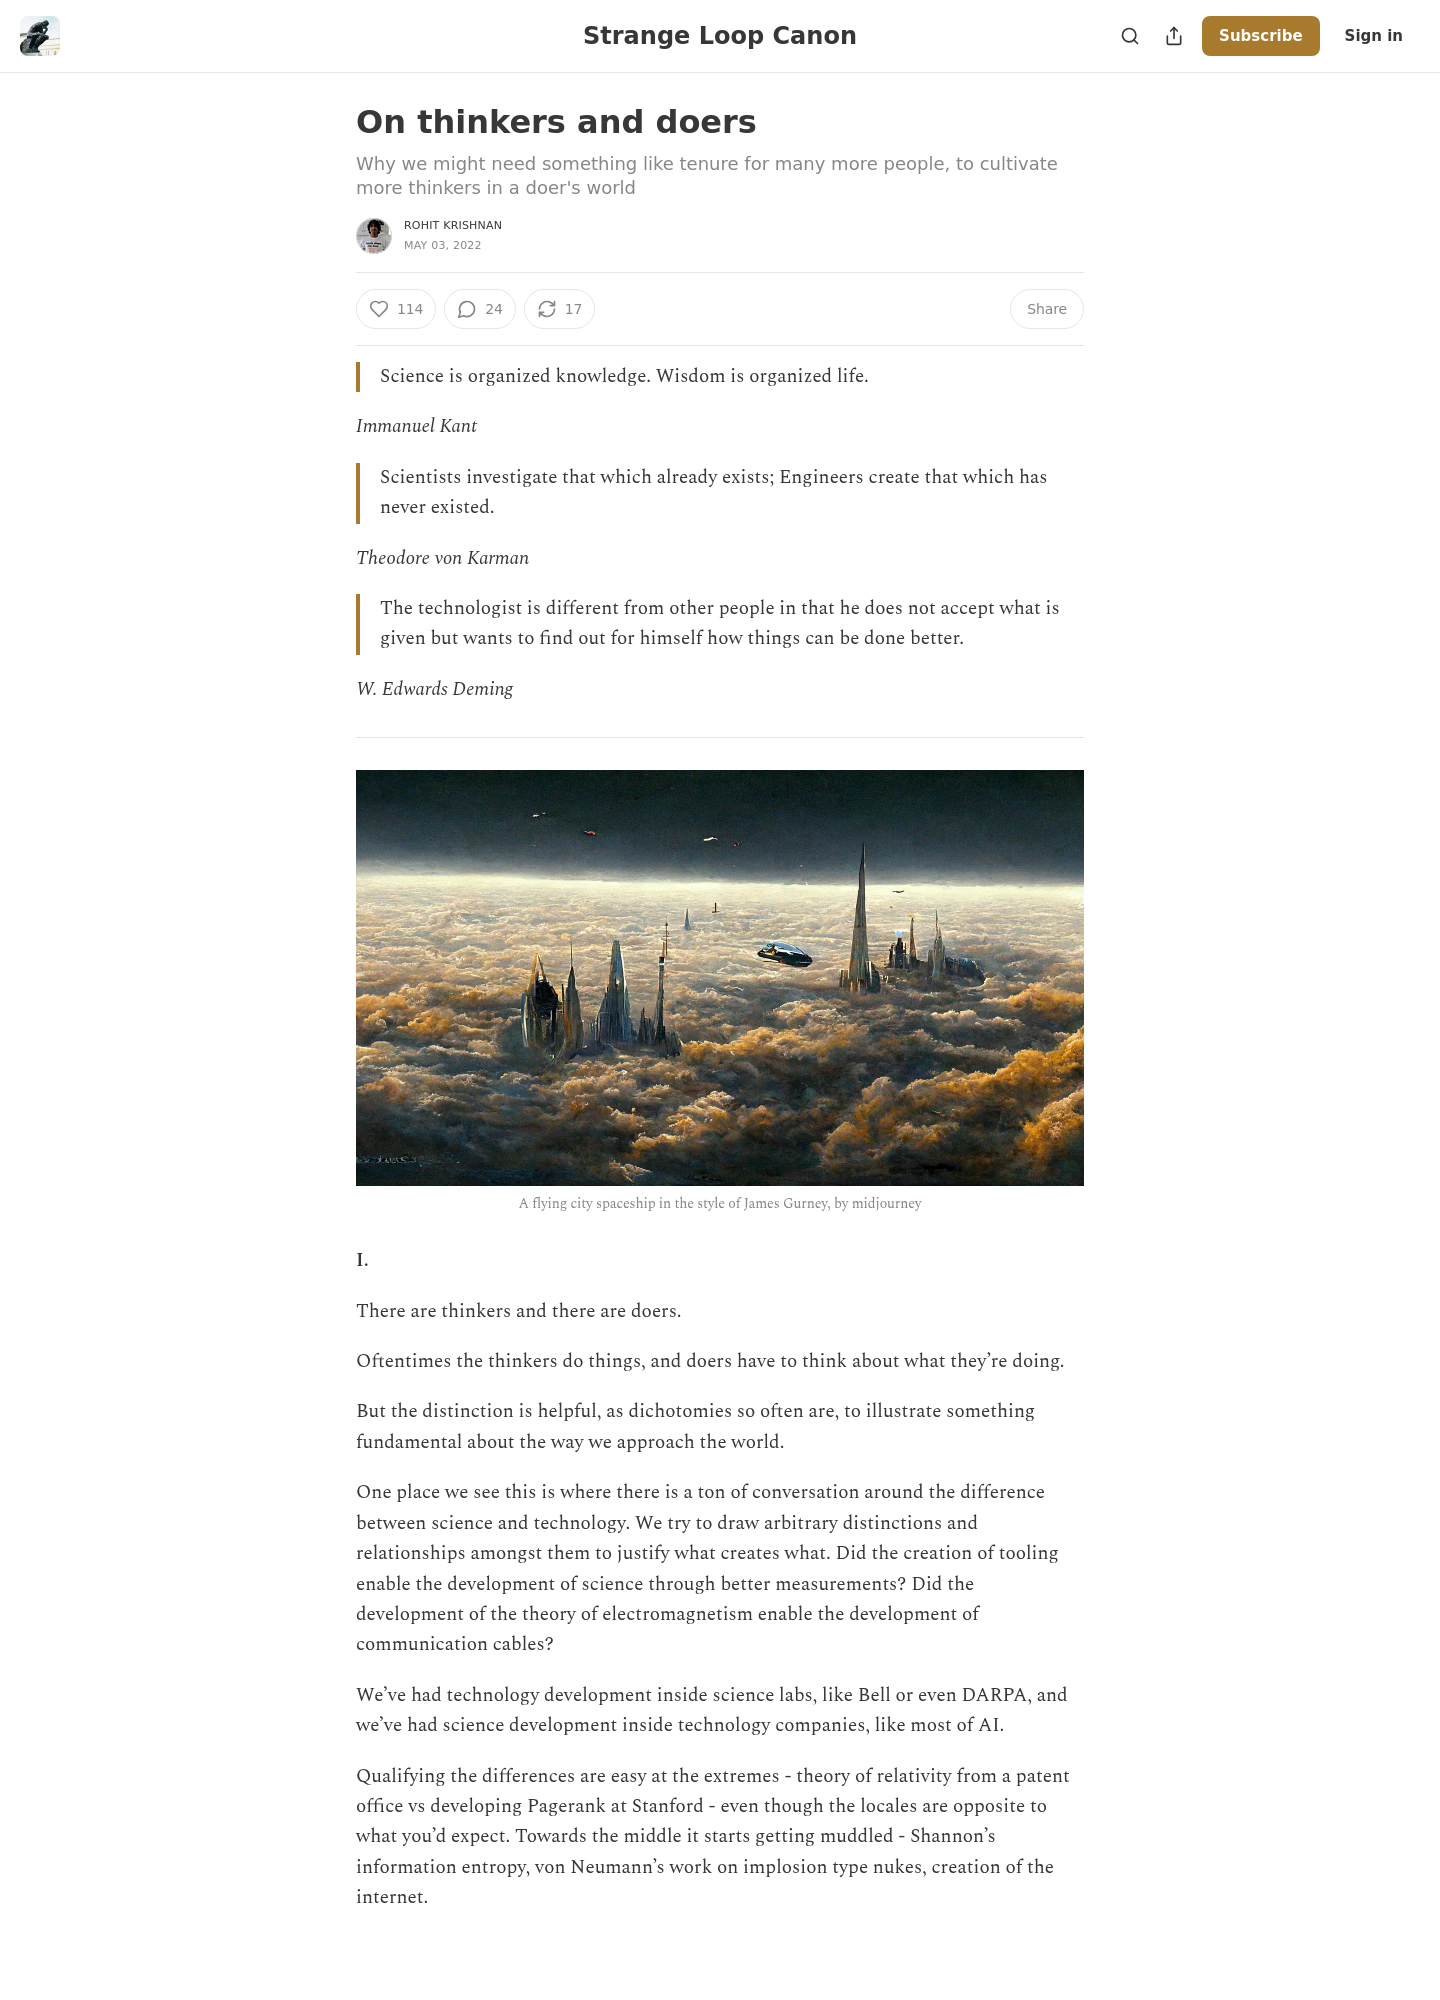 Strange Loop Canon
Subscribe
Sign in
On thinkers and doers
Why we might need something like tenure for many more people, to cultivate
more thinkers in a doer's world
ROHIT KRISHNAN
MAY 03, 2022
114
24
17
Share
Science is organized knowledge. Wisdom is organized life.
Immanuel Kant
Scientists investigate that which already exists; Engineers create that which has
never existed.
Theodore von Karman
The technologist is different from other people in that he does not accept what is
given but wants to find out for himself how things can be done better.
W. Edwards Deming
A flying city spaceship in the style of James Gurney, by midjourney
I.
There are thinkers and there are doers.
Oftentimes the thinkers do things, and doers have to think about what they’re doing.
But the distinction is helpful, as dichotomies so often are, to illustrate something
fundamental about the way we approach the world.
One place we see this is where there is a ton of conversation around the difference
between science and technology. We try to draw arbitrary distinctions and
relationships amongst them to justify what creates what. Did the creation of tooling
enable the development of science through better measurements? Did the
development of the theory of electromagnetism enable the development of
communication cables?
We’ve had technology development inside science labs, like Bell or even DARPA, and
we’ve had science development inside technology companies, like most of AI.
Qualifying the differences are easy at the extremes - theory of relativity from a patent
office vs developing Pagerank at Stanford - even though the locales are opposite to
what you’d expect. Towards the middle it starts getting muddled - Shannon’s
information entropy, von Neumann’s work on implosion type nukes, creation of the
internet.